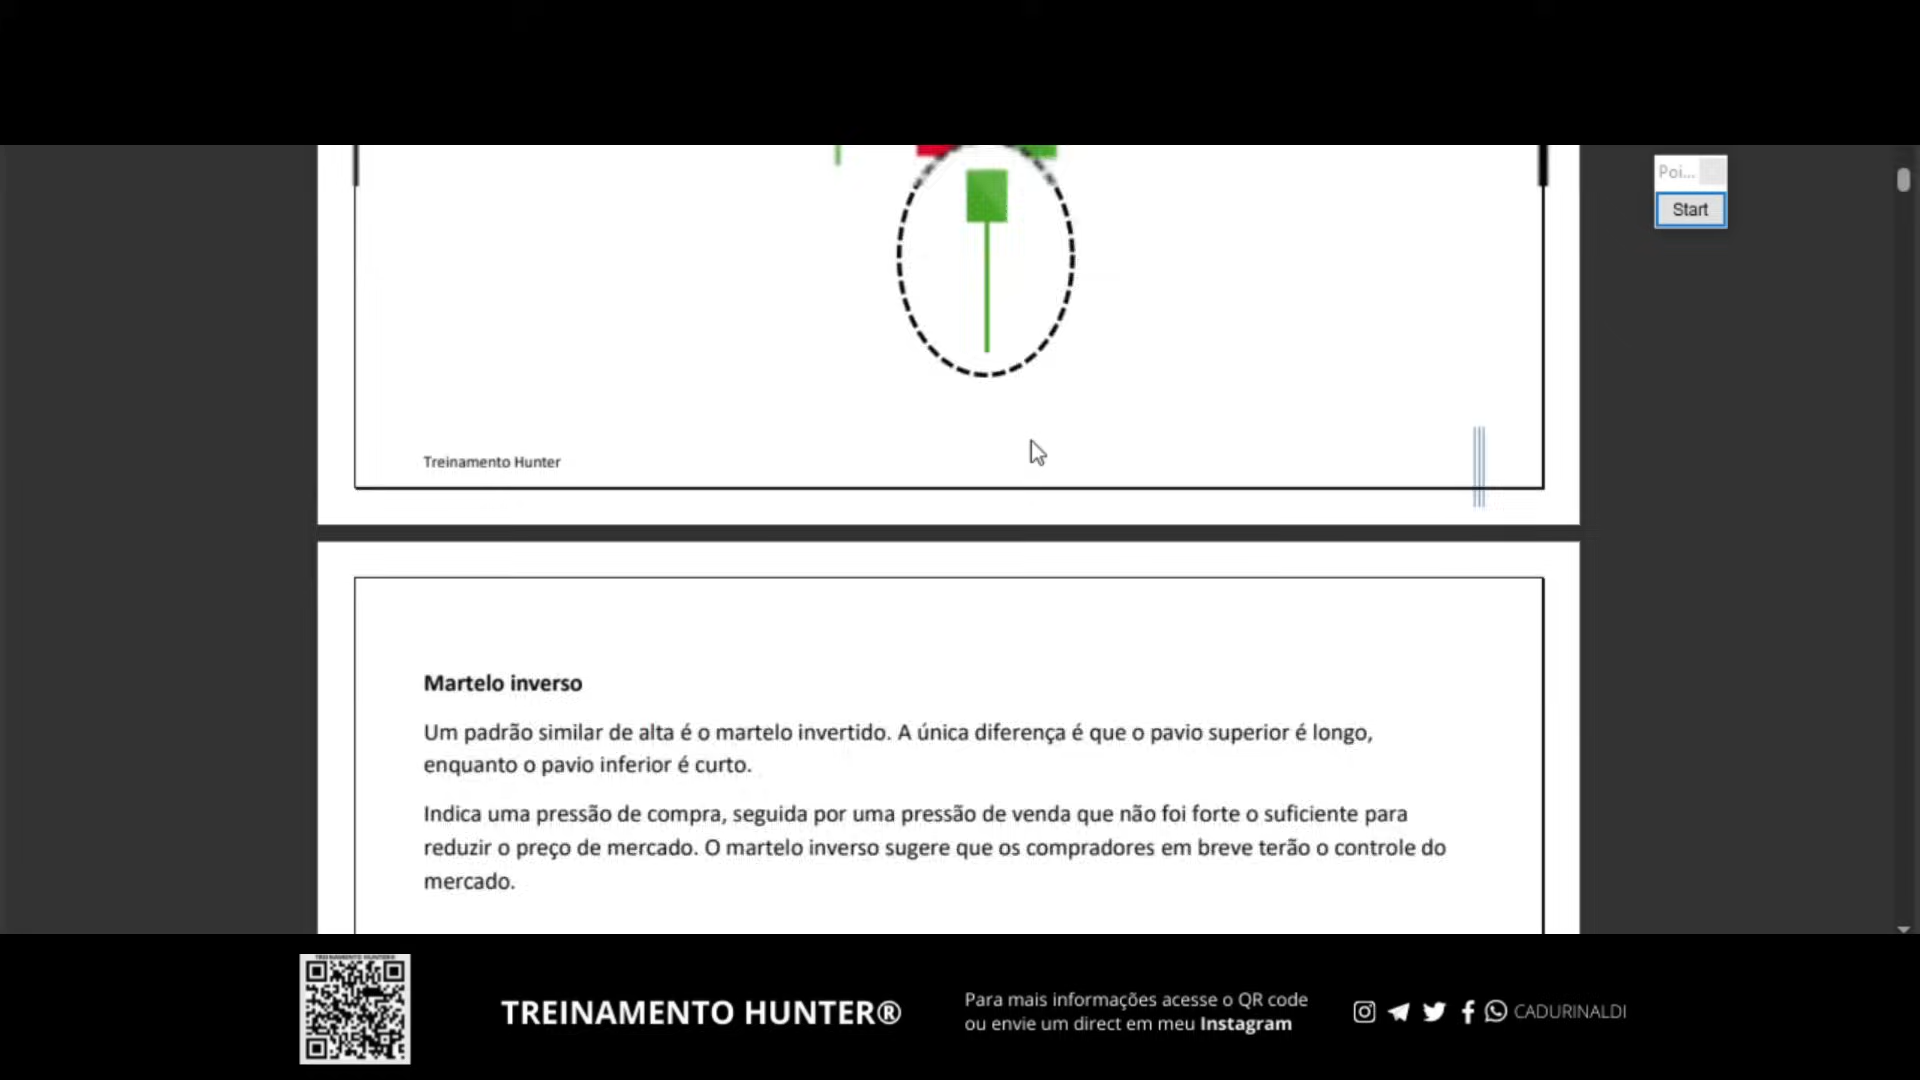 Poi...
Start
Treinamento Hunter
Martelo inverso
Um padrão similar de alta é o martelo invertido. A única diferença é que o pavio superior é longo,
enquanto o pavio inferior é curto.
Indica uma pressão de compra, seguida por uma pressão de venda que não foi forte o suficiente para
reduzir o preço de mercado. O martelo inverso sugere que os compradores em breve terão o controle do
mercado.
TREINAMENTO HUNTER®
TREINAMENTO HUNTER®
Para mais informações acesse o QR code
ou envie um direct em meu Instagram
CADURINALDI